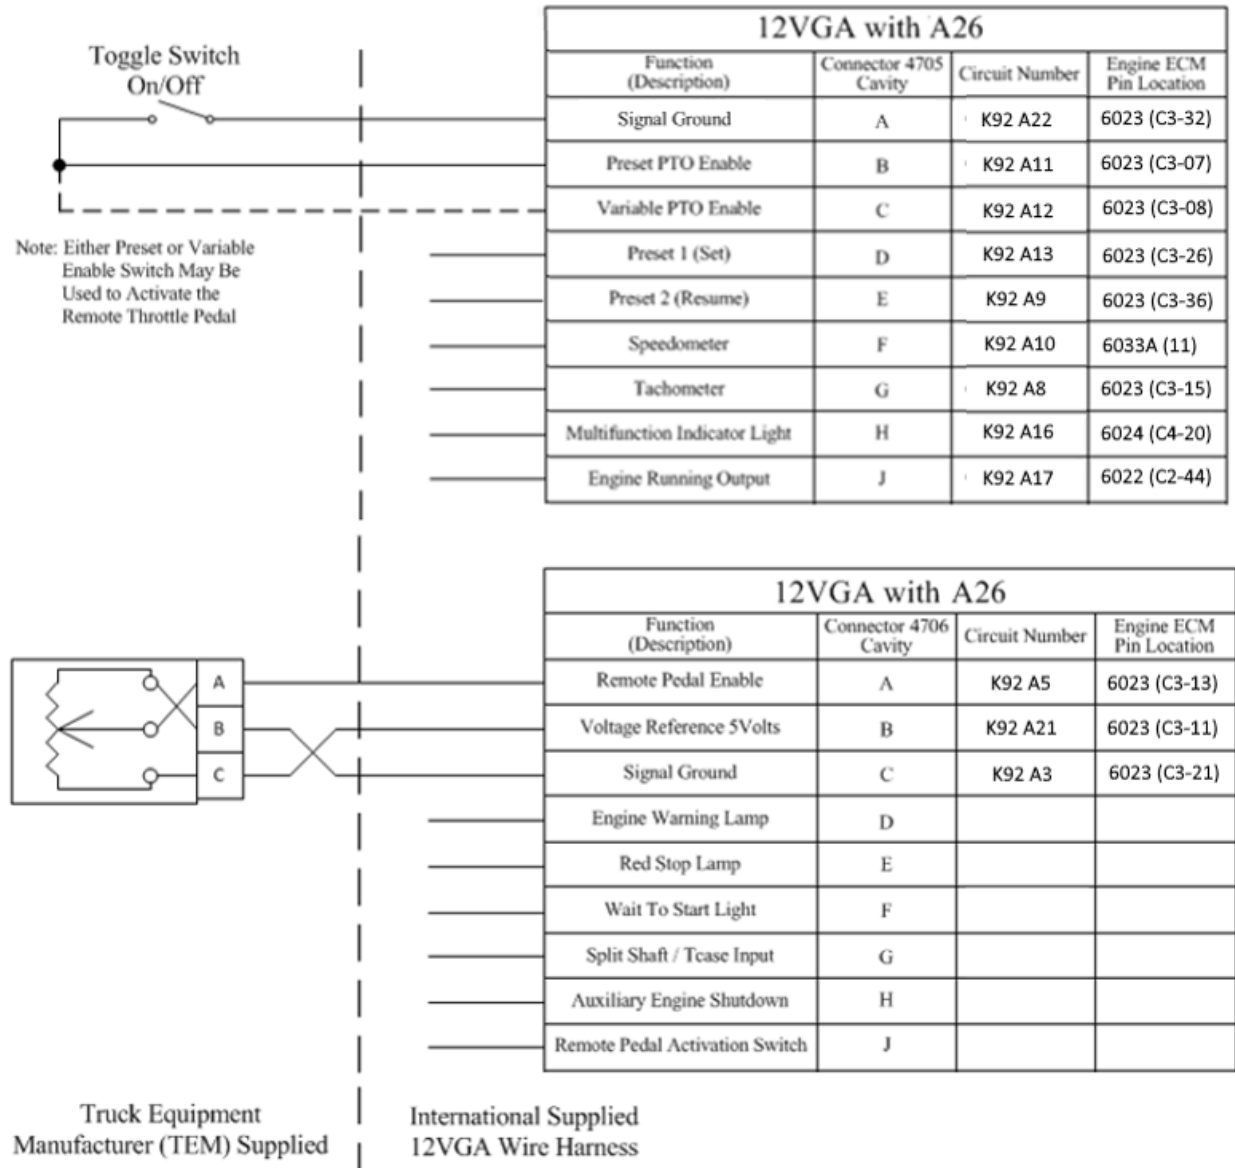 12VGA with A26
Toggle Switch
On/Off
Function
(Description)
Connector 4705
Cavity
Circuit Number
Engine ECM
Pin Location
Signal Ground A K92 A22 6023 (C3-32)
Preset PTO Enable B K92 A11 6023 (C3-07)
Variable PTO Enable C K92 A12 6023 (C3-08)
Preset 1 (Set) D K92 A13 6023 (C3-26)
Preset 2 (Resume) E K92 A9 6023 (C3-36)
Speedometer F K92 A10 6033A (11)
Tachometer G K92 A8 6023 (C3-15)
Multifunction Indicator Light H K92 A16 6024 (C4-20)
Engine Running Output J K92 A17 6022 (C2-44)
Note: Either Preset or Variable
Enable Switch May Be
Used to Activate the
Remote Throttle Pedal
12VGA with A26
Function
(Description)
Connector 4706
Cavity
Circuit Number
Engine ECM
Pin Location
A
B
C
Remote Pedal Enable A K92 A5 6023 (C3-13)
Voltage Reference 5Volts B K92 A21 6023 (C3-11)
Signal Ground C K92 A3 6023 (C3-21)
Engine Warning Lamp D
Red Stop Lamp E
Wait To Start Light F
Split Shaft / Tcase Input G
Auxiliary Engine Shutdown H
Remote Pedal Activation Switch J
Truck Equipment
Manufacturer (TEM) Supplied
International Supplied
12VGA Wire Harness